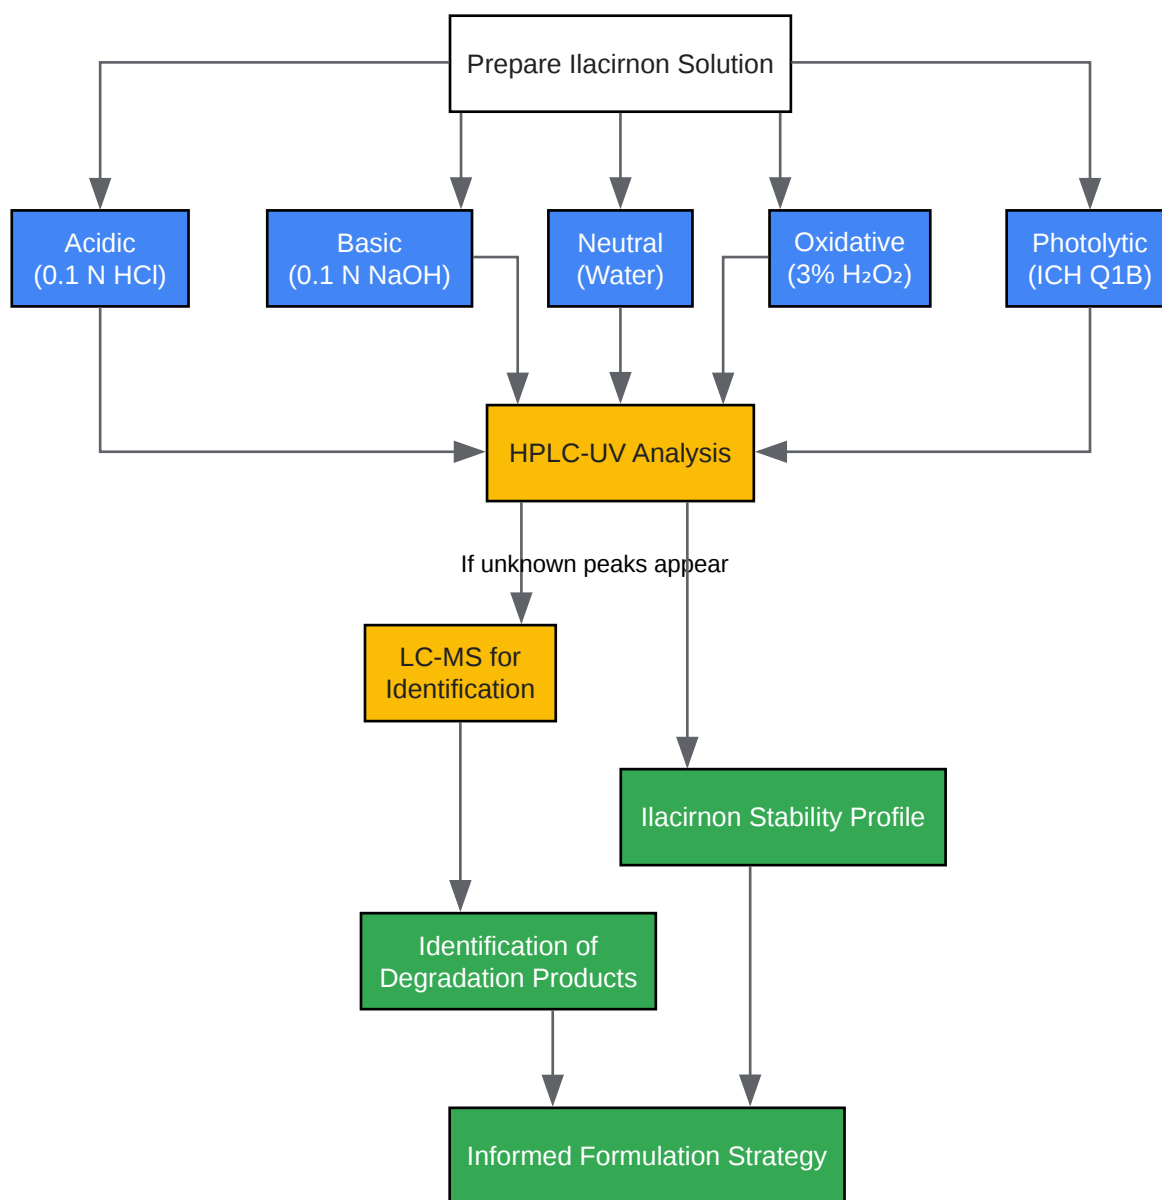 Prepare Ilacirnon Solution
Acidic
(0.1 N HCl)
Basic
(0.1 N NaOH)
Neutral
(Water)
Oxidative
(3% H₂O₂)
Photolytic
(ICH Q1B)
HPLC-UV Analysis
If unknown peaks appear
LC-MS for
Identification
Ilacirnon Stability Profile
Identification of
Degradation Products
Informed Formulation Strategy